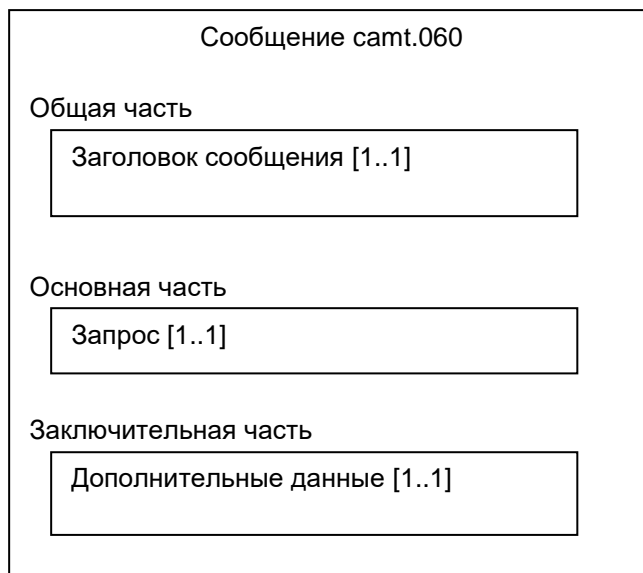 Сообщение camt.060
Общая часть
Заголовок сообщения [1..1]
Основная часть
Запрос [1..1]
Заключительная часть
Дополнительные данные [1..1]